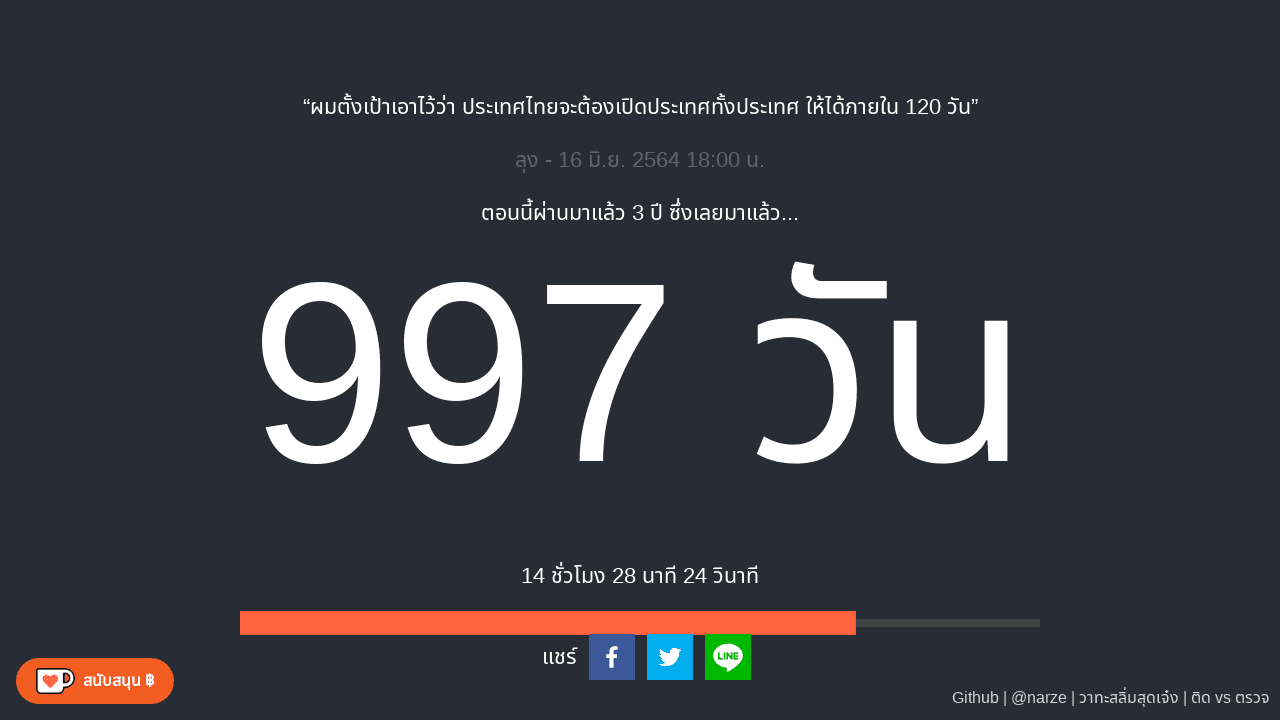 “ผมตั้งเป้าเอาไว้ว่า ประเทศไทยจะต้องเปิดประเทศทั้งประเทศ ให้ได้ภายใน 120 วัน”
ลุง - 16 มิ.ย. 2564 18:00 น.
ตอนนี้ผ่านมาแล้ว 3 ปี ซึ่งเลยมาแล้ว...
997 วัน
14 ชั่วโมง 28 นาที 24 วินาที
แชร์
LINE
สนับสนุน ฿
Github | @narze | วาทะสลิ่มสุดเจ๋ง | ติด vs ตรวจ